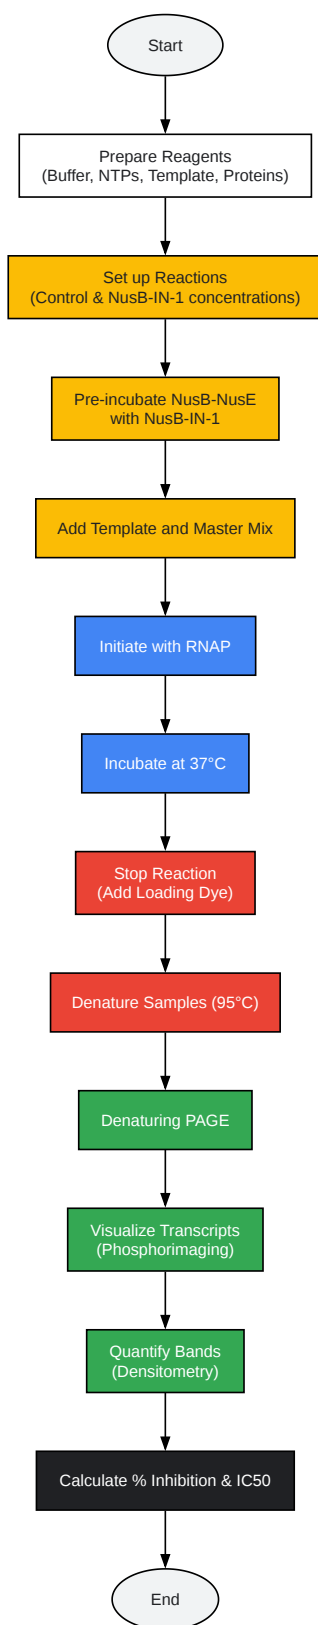 Start
Prepare Reagents
(Buffer, NTPs, Template, Proteins)
Set up Reactions
(Control & NusB-IN-1 concentrations)
Pre-incubate NusB-NusE
with NusB-IN-1
Add Template and Master Mix
Initiate with RNAP
Incubate at 37°C
Stop Reaction
(Add Loading Dye)
Denature Samples (95°C)
Denaturing PAGE
Visualize Transcripts
(Phosphorimaging)
Quantify Bands
(Densitometry)
Calculate % Inhibition & IC50
End